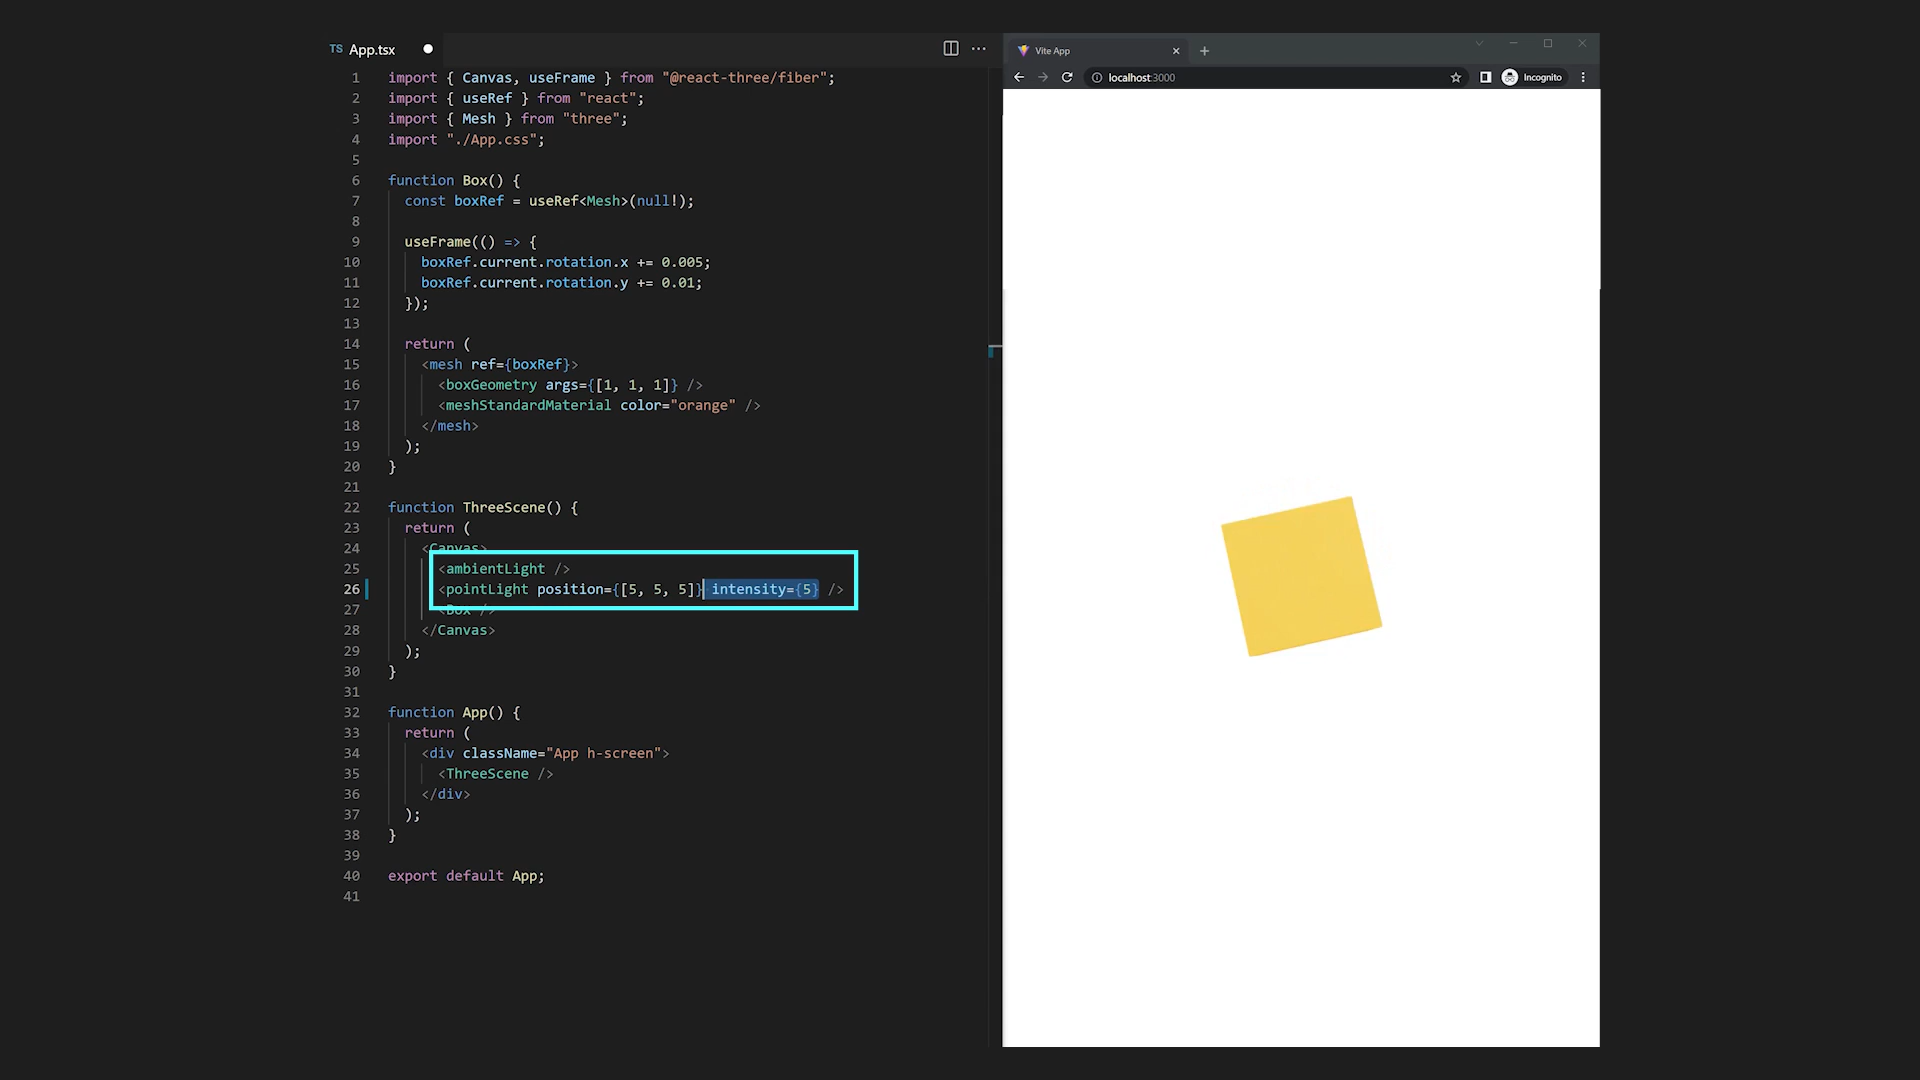 TS App.tsx
1 import { Canvas, useFrame } from "@react-three/fiber";
2 import { useRef } from "react";
3 import { Mesh } from "three";
4 import "./App.css";
5
6 function Box() {
7 const boxRef = useRef<Mesh>(null!);
8
9 useFrame(() => {
10 boxRef.current.rotation.x += 0.005;
11 boxRef.current.rotation.y += 0.01;
12 });
13
14 return (
15 <mesh ref={boxRef}>
16 <boxGeometry args={[1, 1, 1]} />
17 <meshStandardMaterial color="orange" />
18 </mesh>
19 );
20 }
21
22 function ThreeScene() {
23 return (
24 <Canvas>
25 <ambientLight />
26 <pointLight position={[5, 5, 5]} intensity={5} />
27 <Box />
28 </Canvas>
29 );
30 }
31
32 function App() {
33 return (
34 <div className="App h-screen">
35 <ThreeScene />
36 </div>
37 );
38 }
39
40 export default App;
41
Vite App
localhost:3000
Incognito